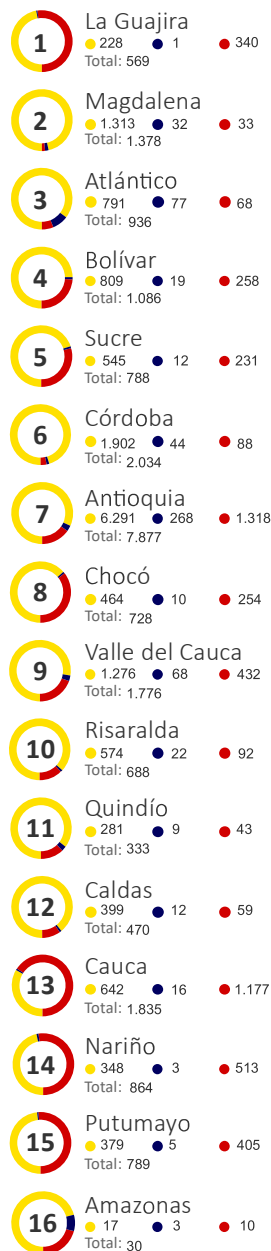 1
La Guajira
228 1 340
Total: 569
2
Magdalena
1.313 32 33
Total: 1.378
3
Atlántico
791 77 68
Total: 936
4
Bolívar
809 19 258
Total: 1.086
5
Sucre
545 12 231
Total: 788
6
Córdoba
1.902 44 88
Total: 2.034
7
Antioquia
6.291 268 1.318
Total: 7.877
8
Chocó
464 10 254
Total: 728
9
Valle del Cauca
1.276 68 432
Total: 1.776
10
Risaralda
574 22 92
Total: 688
11
Quindío
281 9 43
Total: 333
12
Caldas
399 12 59
Total: 470
13
Cauca
642 16 1.177
Total: 1.835
14
Nariño
348 3 513
Total: 864
15
Putumayo
379 5 405
Total: 789
16
Amazonas
17 3 10
Total: 30